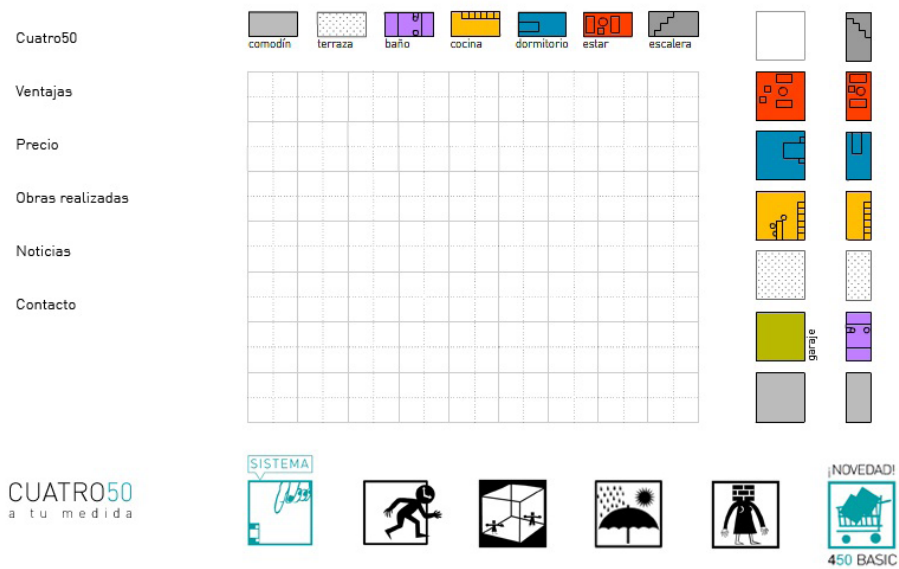 Cuatro50
Ventajas
Precio
Obras realizadas
Noticias
Contacto
comodín terraza baño cocina dormitorio estar escalera
garaje
CUATRO50
a tu medida
SISTEMA
¡NOVEDAD!
450 BASIC